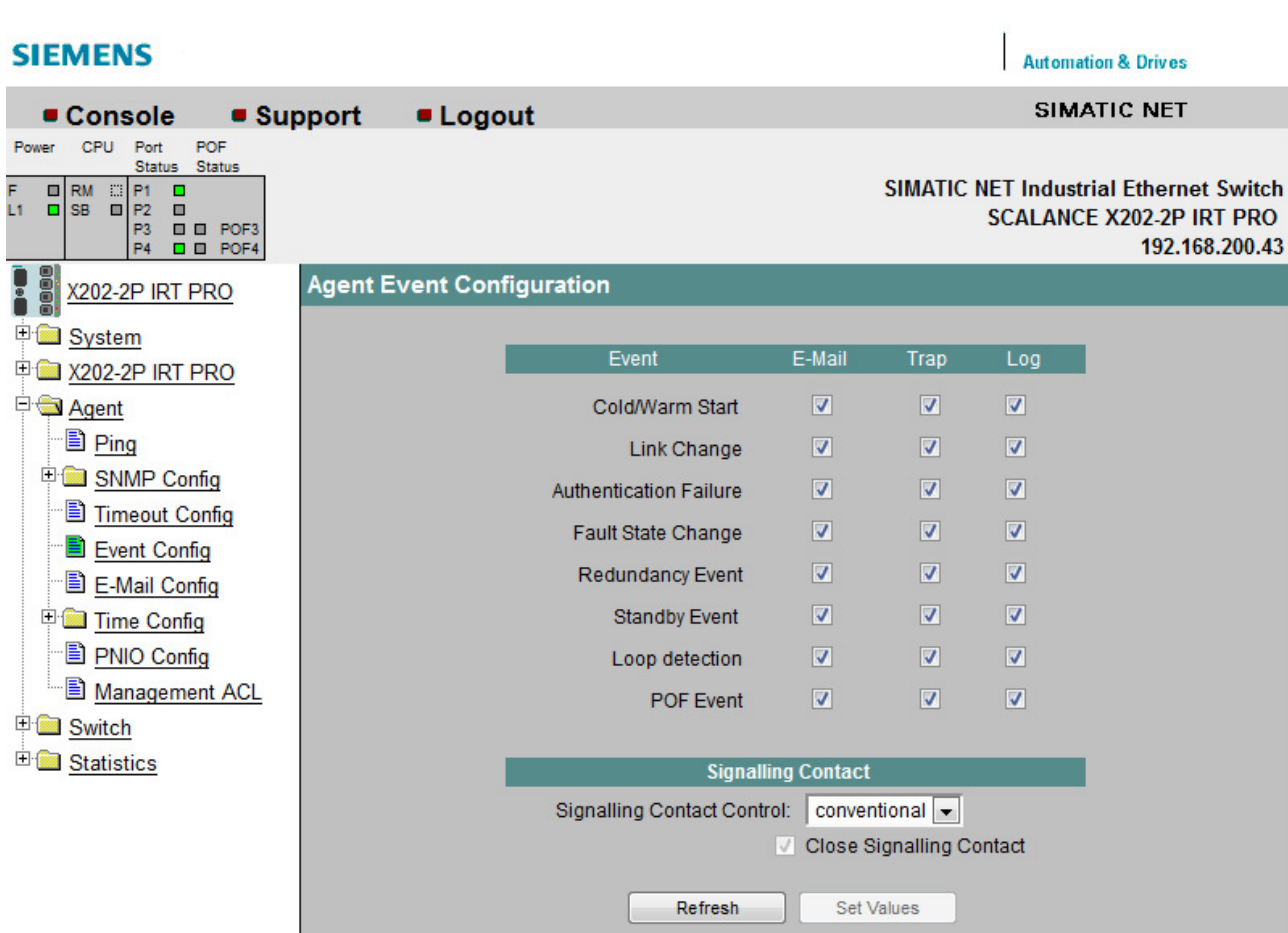 SIEMENS
Automation & Drives
Console Support Logout SIMATIC NET
Power CPU Port Status POF Status
F RM P1
L1 SB P2
P3 POF3
P4 POF4
SIMATIC NET Industrial Ethernet Switch
SCALANCE X202-2P IRT PRO
192.168.200.43
X202-2P IRT PRO
System
X202-2P IRT PRO
Agent
Ping
SNMP Config
Timeout Config
Event Config
E-Mail Config
Time Config
PNIO Config
Management ACL
Switch
Statistics
Agent Event Configuration
Event E-Mail Trap Log
Cold/Warm Start
Link Change
Authentication Failure
Fault State Change
Redundancy Event
Standby Event
Loop detection
POF Event
Signalling Contact
Signalling Contact Control: conventional
Close Signalling Contact
Refresh Set Values